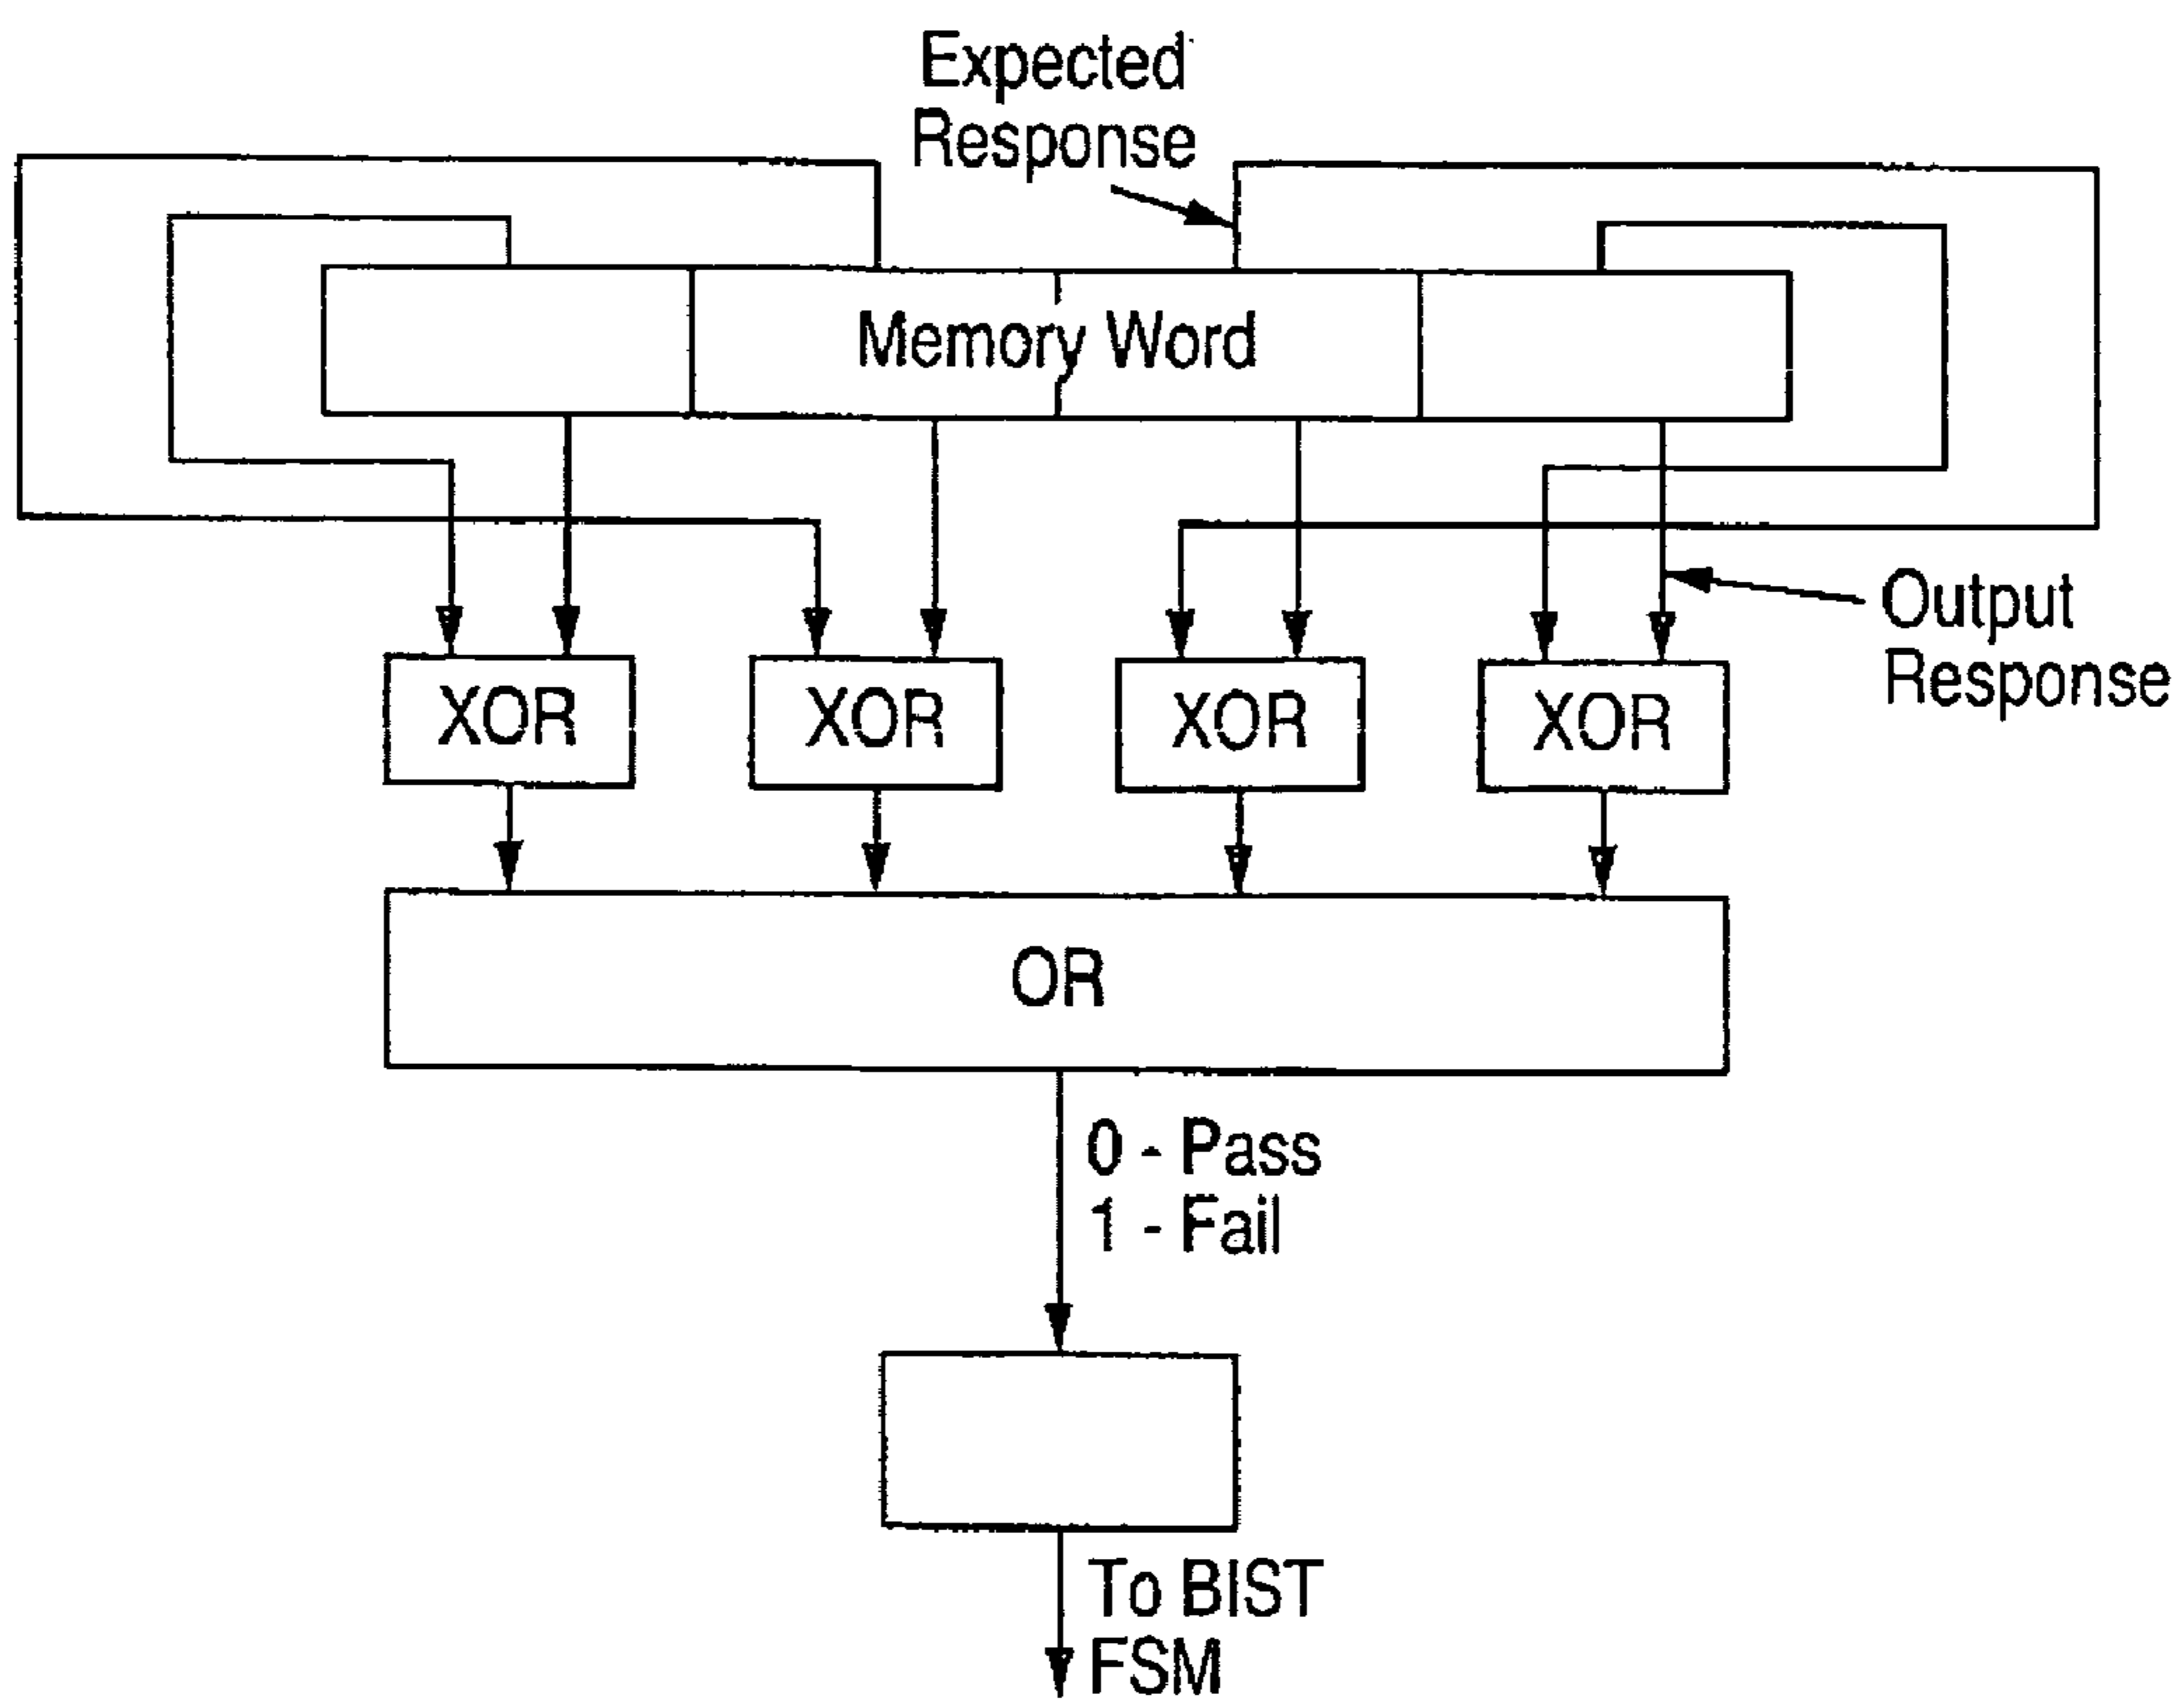 Expected
Response
Memory Word
Output
Response
XOR XOR XOR XOR
OR
0 - Pass
1 - Fail
To BIST
FSM